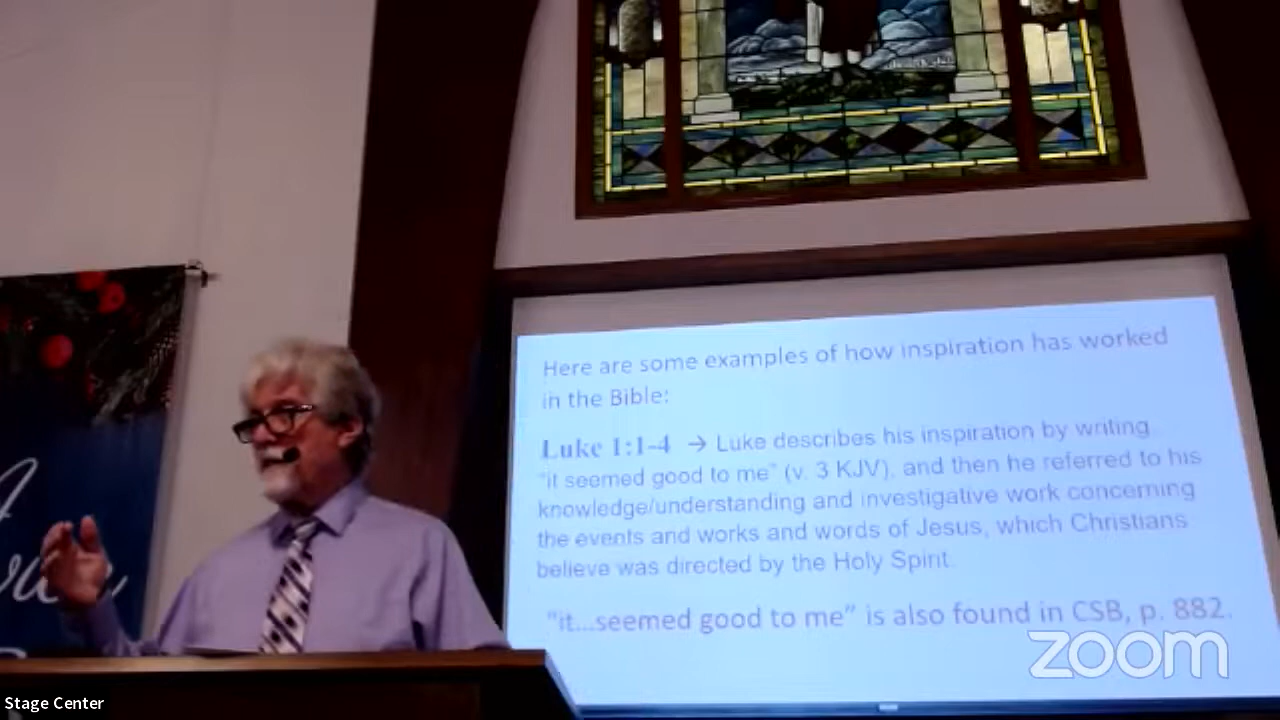 Here are some examples of how inspiration has worked
in the Bible:
Luke 1:1-4 → Luke describes his inspiration by writing
"it seemed good to me" (v. 3 KJV), and then he referred to his
knowledge/understanding and investigative work concerning
the events and works and words of Jesus, which Christians
believe was directed by the Holy Spirit.
"it...seemed good to me" is also found in CSB, p. 882.
zoom
Stage Center